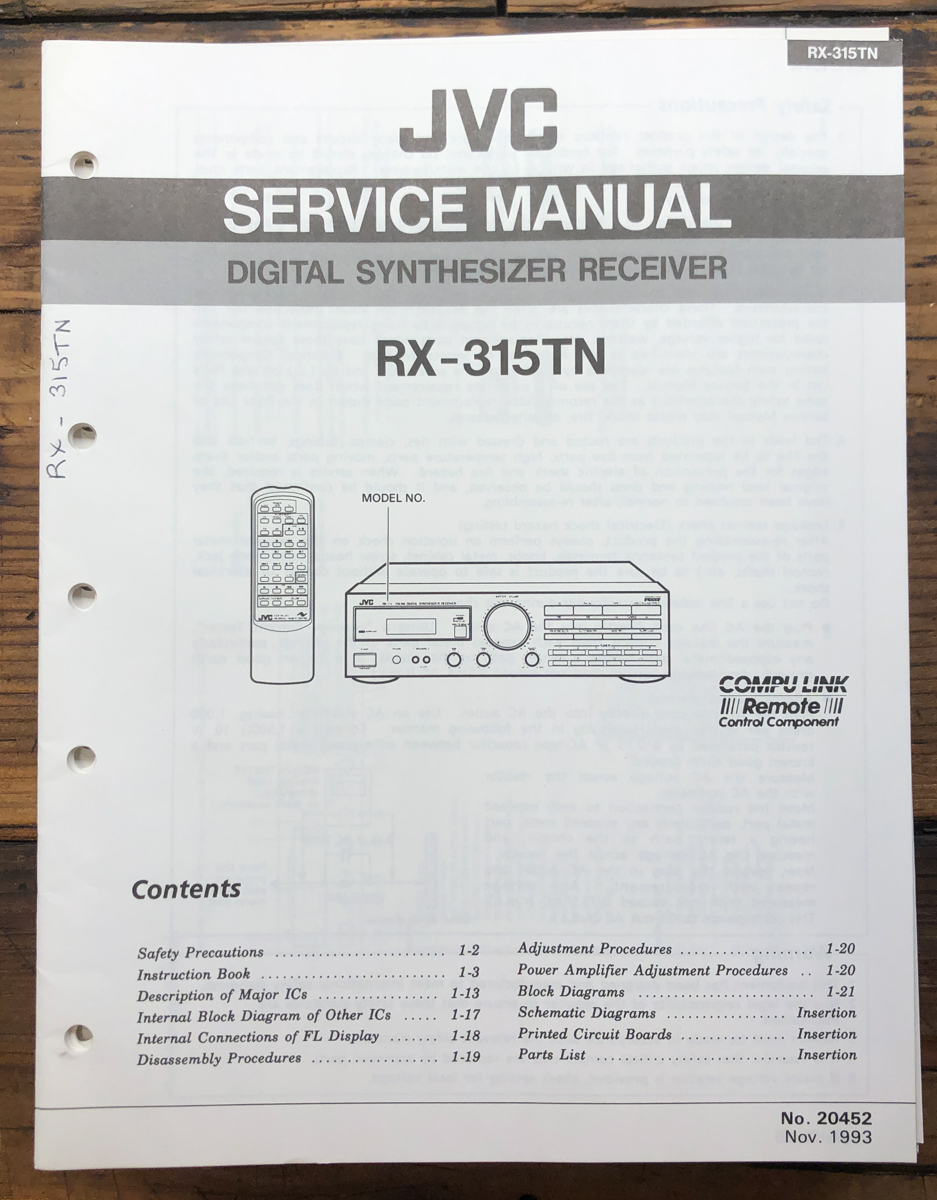 RX-315TN
JVC
SERVICE MANUAL
DIGITAL SYNTHESIZER RECEIVER
RX-315TN
RX - 315TN
MODEL NO.
JVC
JVC
COMPU LINK
Remote
Control Component
Contents
Safety Precautions ........................ 1-2
Instruction Book .......................... 1-3
Description of Major ICs .................. 1-13
Internal Block Diagram of Other ICs ..... 1-17
Internal Connections of FL Display ....... 1-18
Disassembly Procedures .................. 1-19
Adjustment Procedures ................... 1-20
Power Amplifier Adjustment Procedures .. 1-20
Block Diagrams .......................... 1-21
Schematic Diagrams ................ Insertion
Printed Circuit Boards .............. Insertion
Parts List .......................... Insertion
No. 20452
Nov. 1993